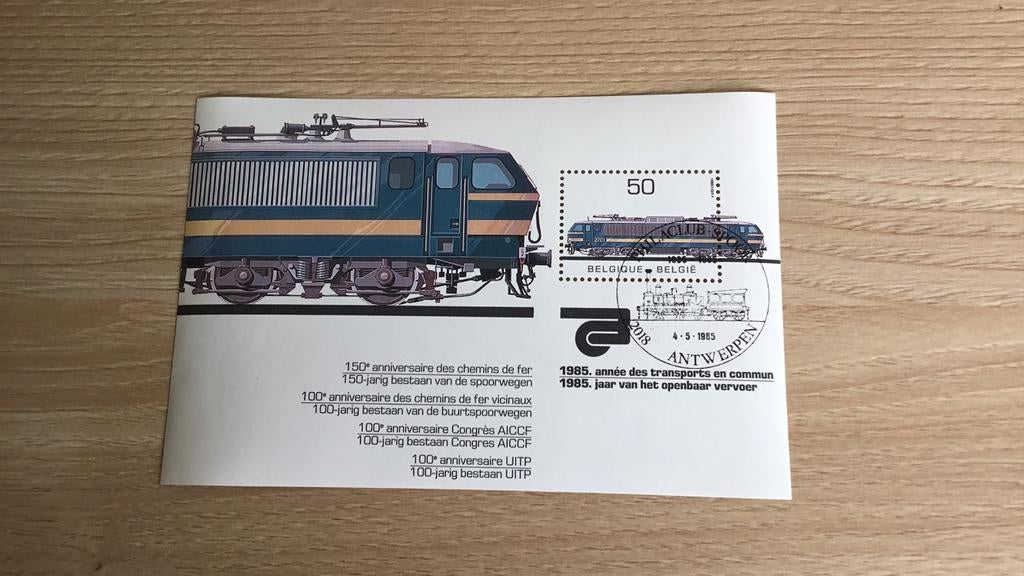 50
2701
BELGIQUE - BELGIË
PHILACLUB
4 - 5 - 1985
2018 ANTWERPEN
150e anniversaire des chemins de fer
150-jarig bestaan van de spoorwegen
100e anniversaire des chemins de fer vicinaux
100-jarig bestaan van de buurtspoorwegen
100e anniversaire Congrès AICCF
100-jarig bestaan Congres AICCF
100e anniversaire UITP
100-jarig bestaan UITP
1985. année des transports en commun
1985. jaar van het openbaar vervoer